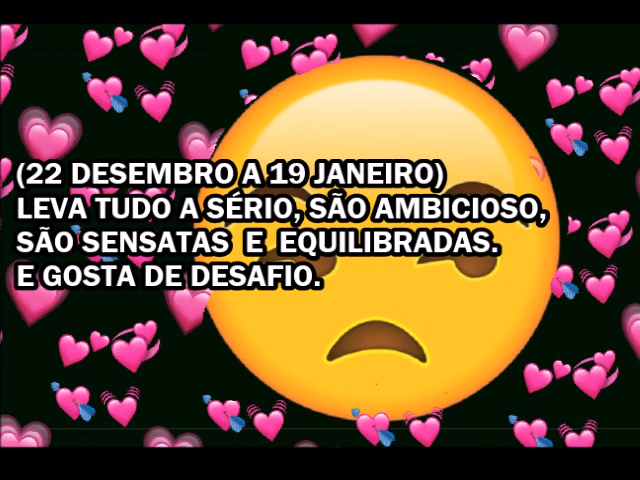 (22 DESEMBRO A 19 JANEIRO)
LEVA TUDO A SÉRIO, SÃO AMBICIOSO,
SÃO SENSATAS E EQUILIBRADAS.
E GOSTA DE DESAFIO.